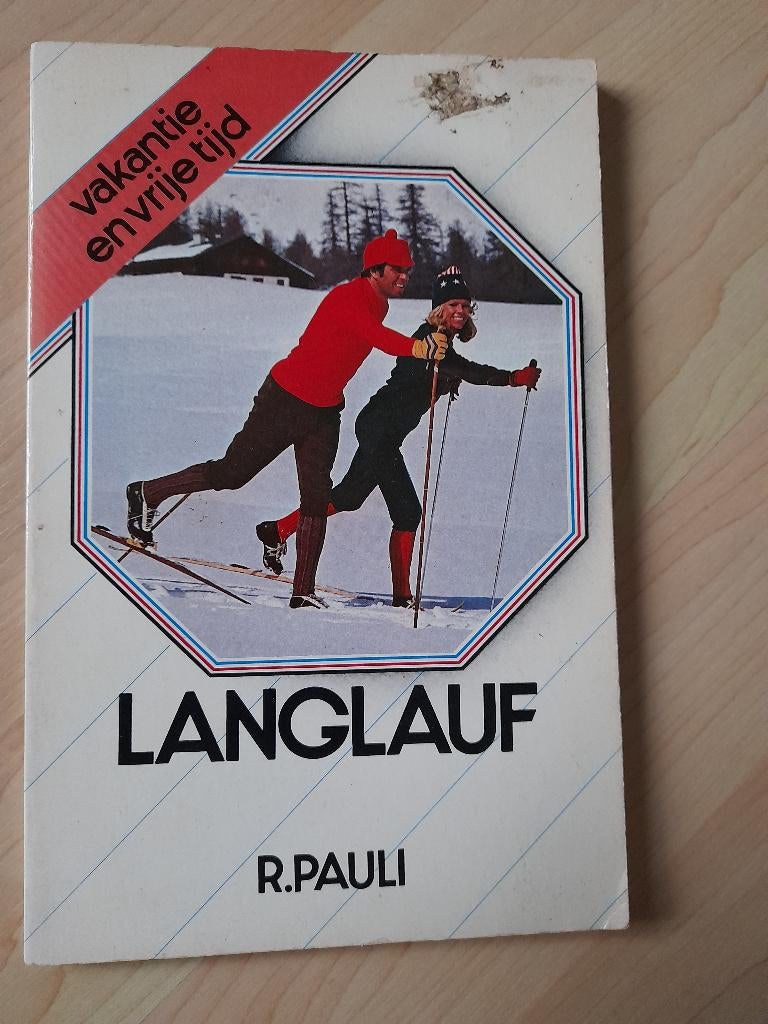 vakantie
en vrije tijd
LANGLAUF
R.PAULI